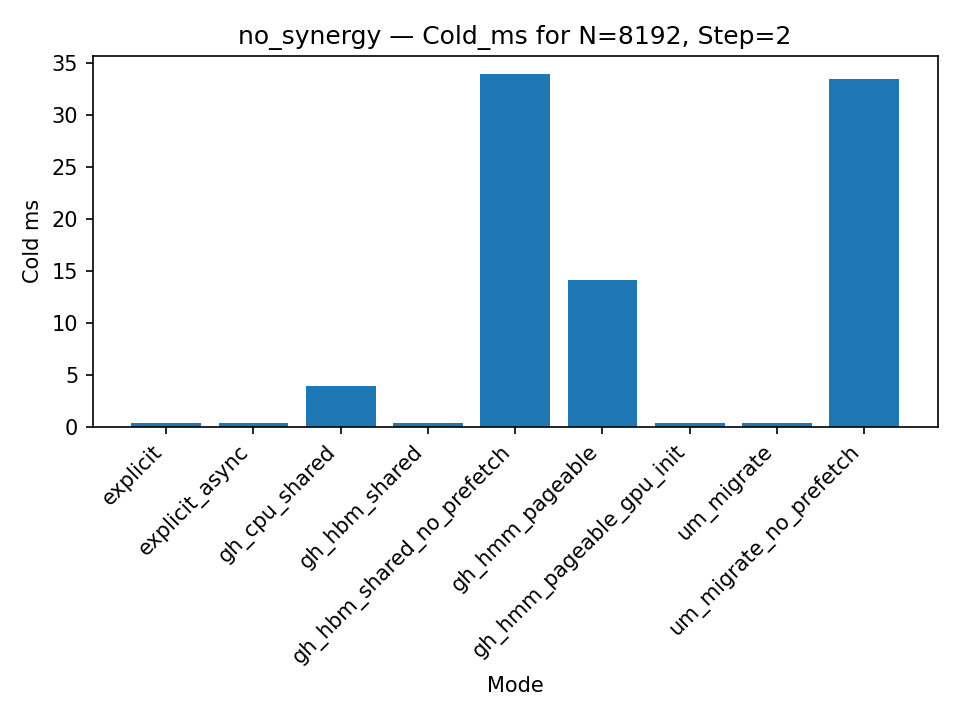 no_synergy — Cold_ms for N=8192, Step=2
Cold ms
35
30
25
20
15
10
5
0
explicit
explicit_async
gh_cpu_shared
gh_hbm_shared
gh_hbm_shared_no_prefetch
gh_hmm_pageable
gh_hmm_pageable_gpu_init
um_migrate
um_migrate_no_prefetch
Mode